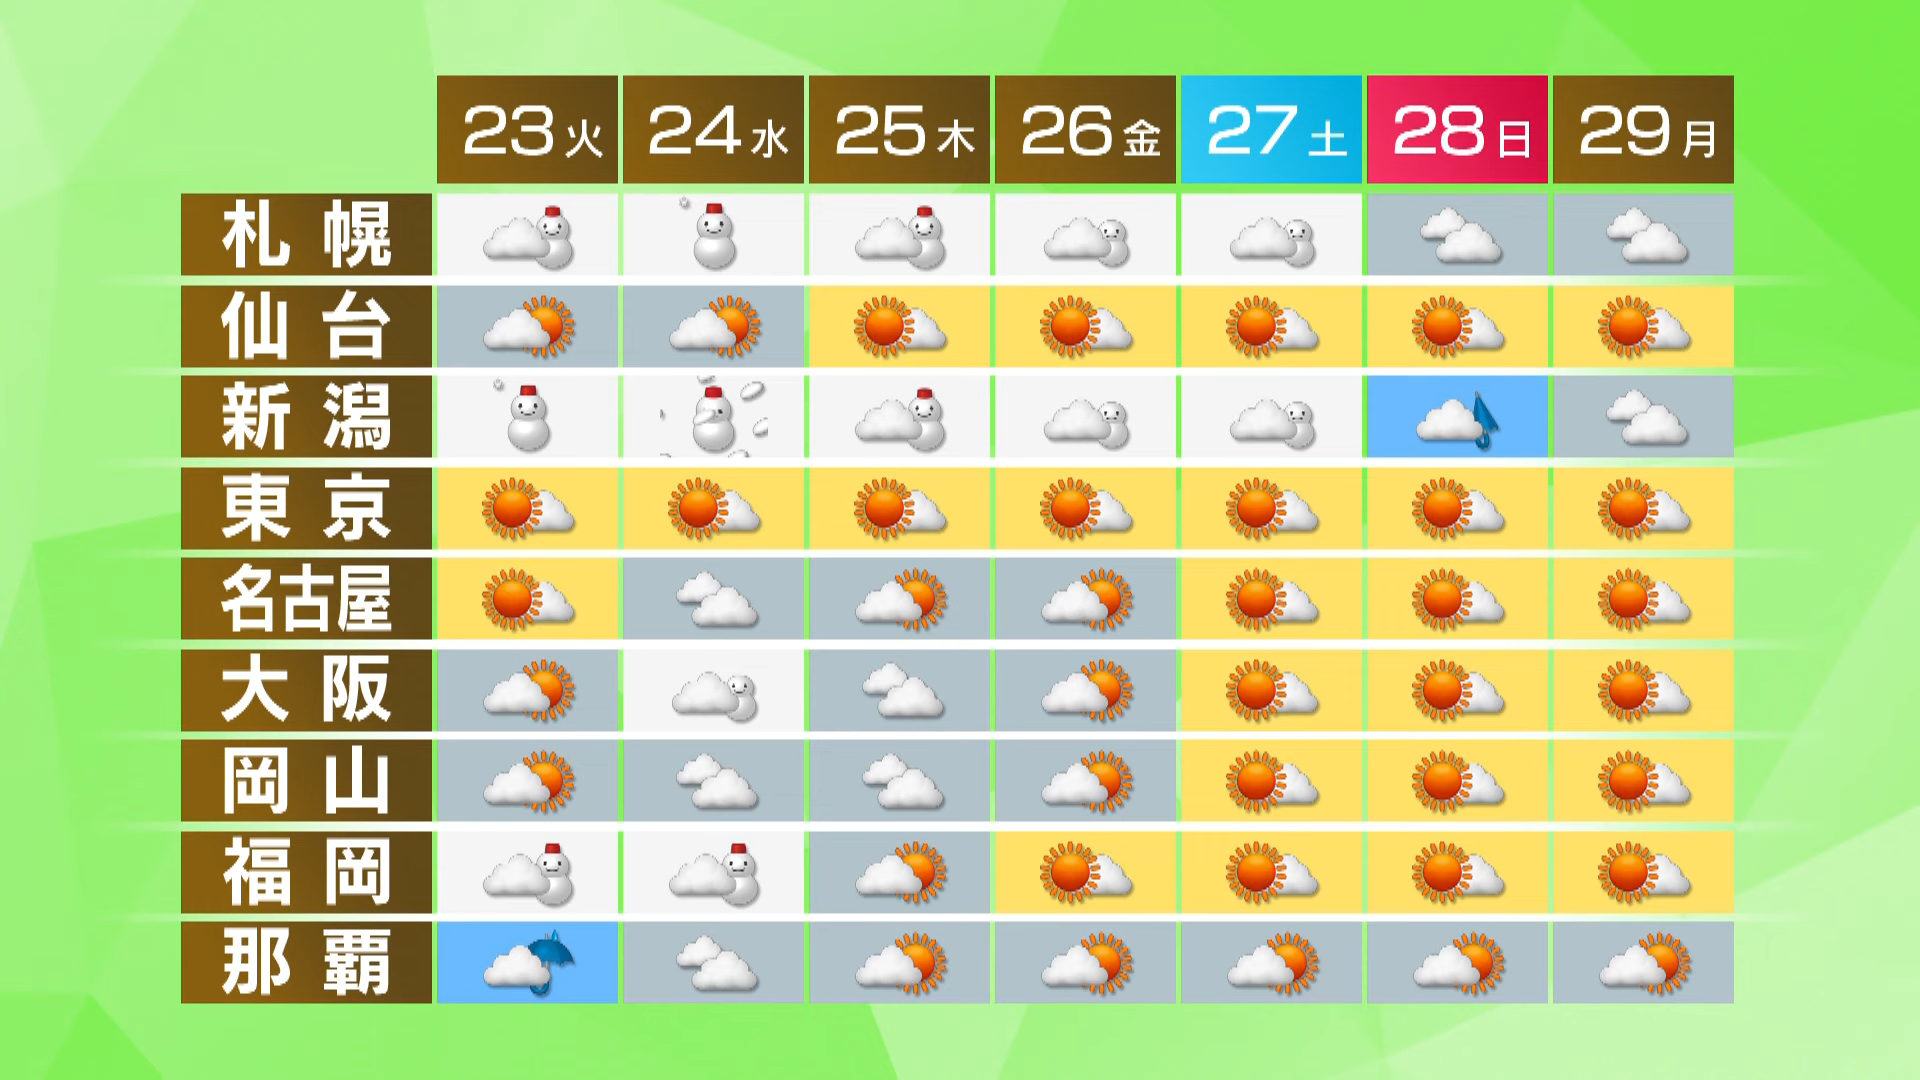 23火 24水 25木 26金 27土 28日 29月
札幌
仙台
新潟
東京
名古屋
大阪
岡山
福岡
那覇